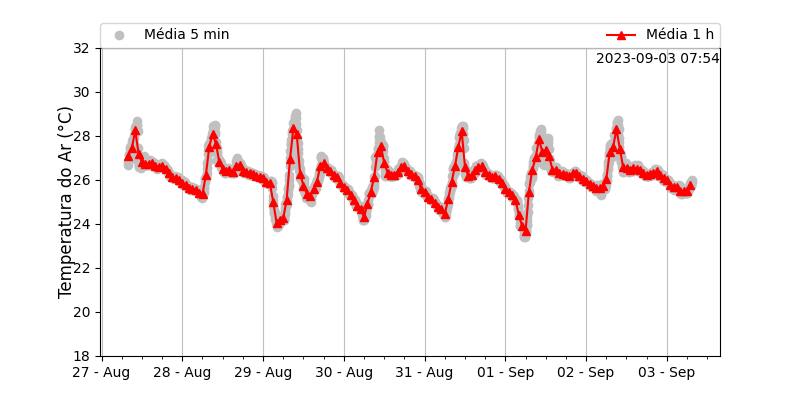 Média 5 min
Média 1 h
2023-09-03 07:54
Temperatura do Ar (°C)
32
30
28
26
24
22
20
18
27 - Aug
28 - Aug
29 - Aug
30 - Aug
31 - Aug
01 - Sep
02 - Sep
03 - Sep